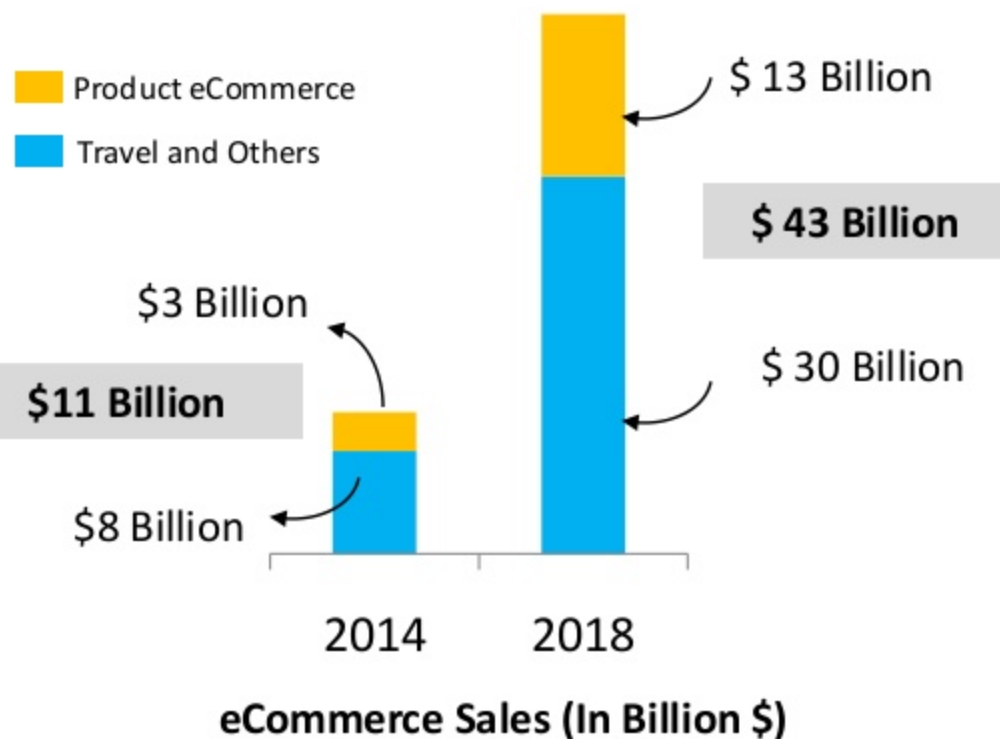 Product eCommerce
Travel and Others
$ 13 Billion
$ 43 Billion
$3 Billion
$ 30 Billion
$11 Billion
$8 Billion
2014
2018
eCommerce Sales (In Billion $)